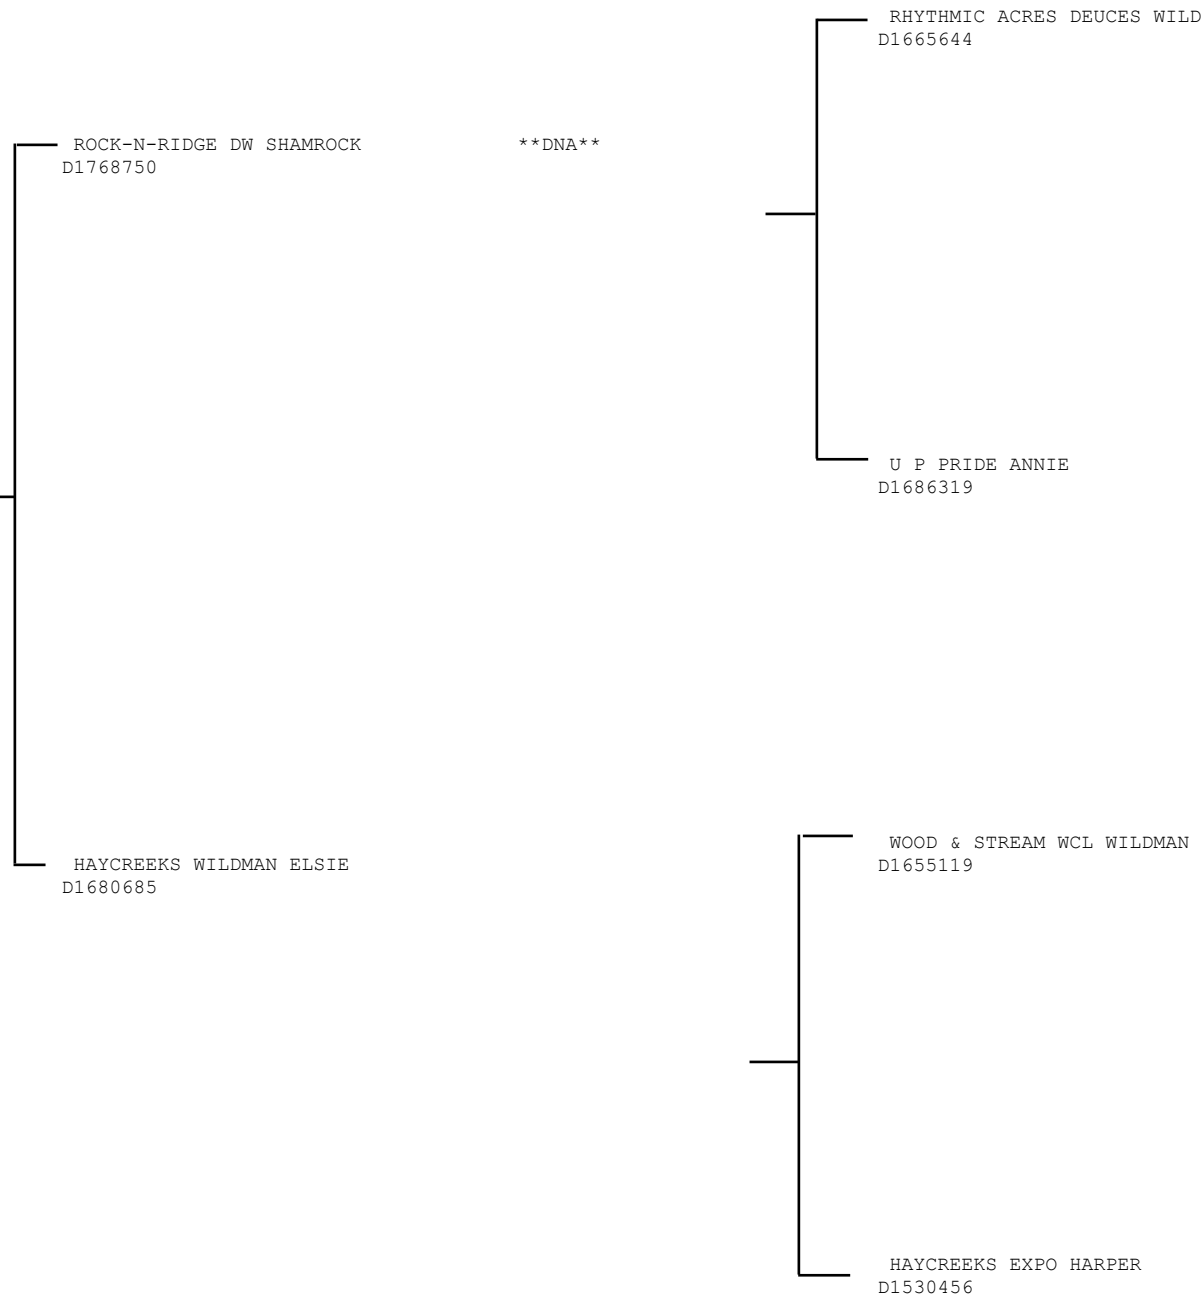 RHYTHMIC ACRES DEUCES WILD
D1665644
ROCK-N-RIDGE DW SHAMROCK **DNA**
D1768750
U P PRIDE ANNIE
D1686319
WOOD & STREAM WCL WILDMAN
D1655119
HAYCREEKS WILDMAN ELSIE
D1680685
HAYCREEKS EXPO HARPER
D1530456